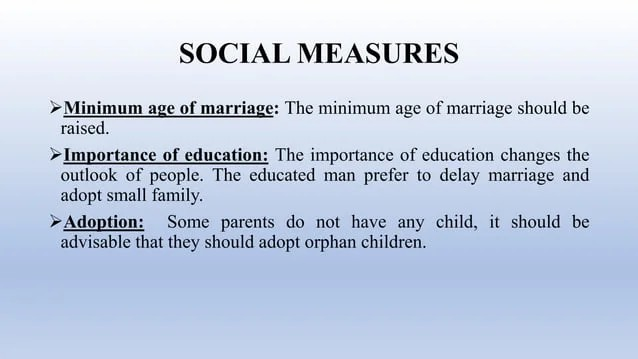 SOCIAL MEASURES
➢Minimum age of marriage: The minimum age of marriage should be
raised.
➢Importance of education: The importance of education changes the
outlook of people. The educated man prefer to delay marriage and
adopt small family.
➢Adoption: Some parents do not have any child, it should be
advisable that they should adopt orphan children.